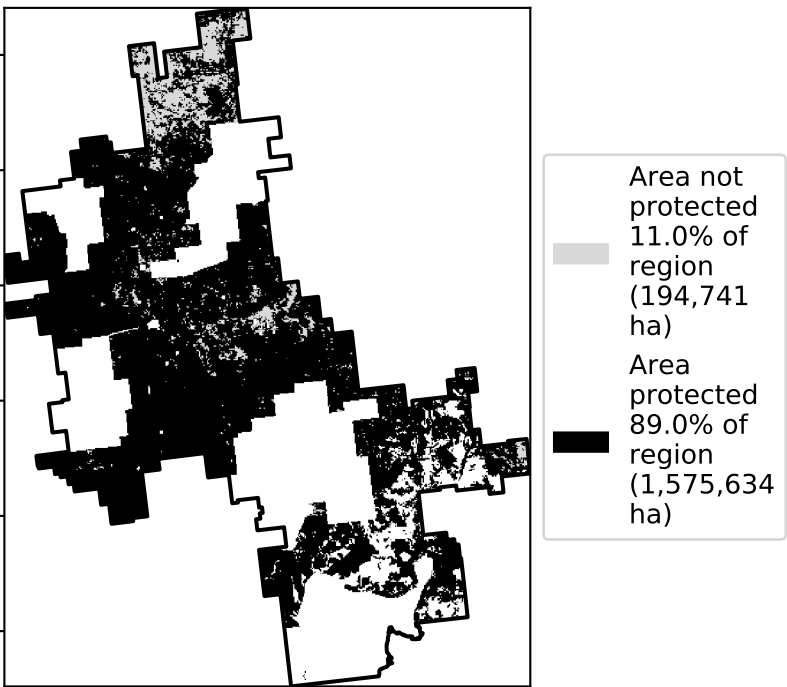 Area not
protected
11.0% of
region
(194,741
ha)
Area
protected
89.0% of
region
(1,575,634
ha)